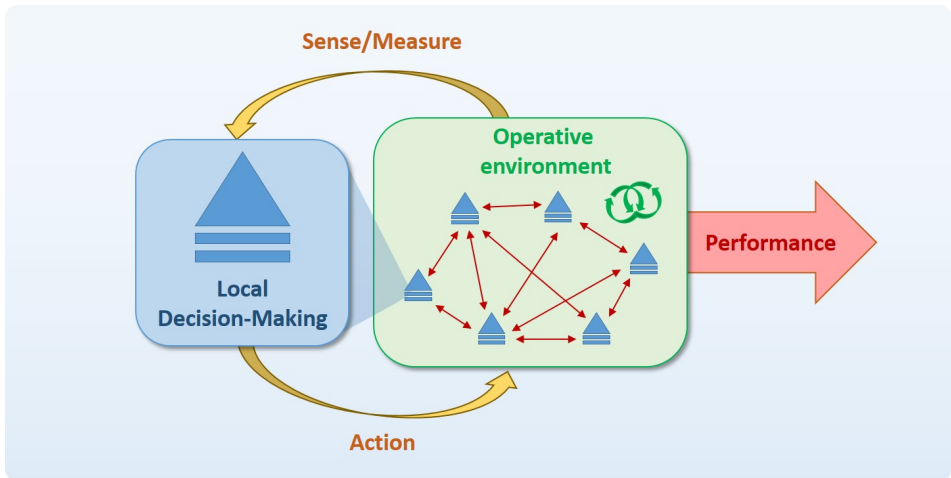 Sense/Measure
Operative
environment
Performance
Local
Decision-Making
Action